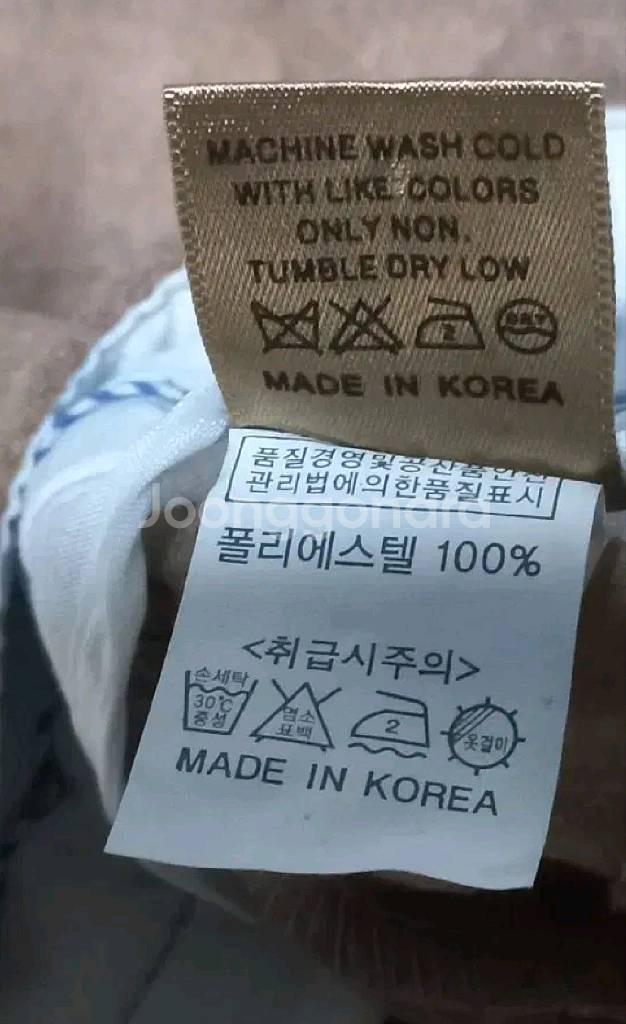 MACHINE WASH COLD
WITH LIKE COLORS
ONLY NON.
TUMBLE DRY LOW
2 DRY
MADE IN KOREA
품질경영및공산품안전
관리법에의한품질표시
Joonggonara
폴리에스텔 100%
<취급시주의>
손세탁
30℃ 염소 2 옷걸이
중성 표백
MADE IN KOREA